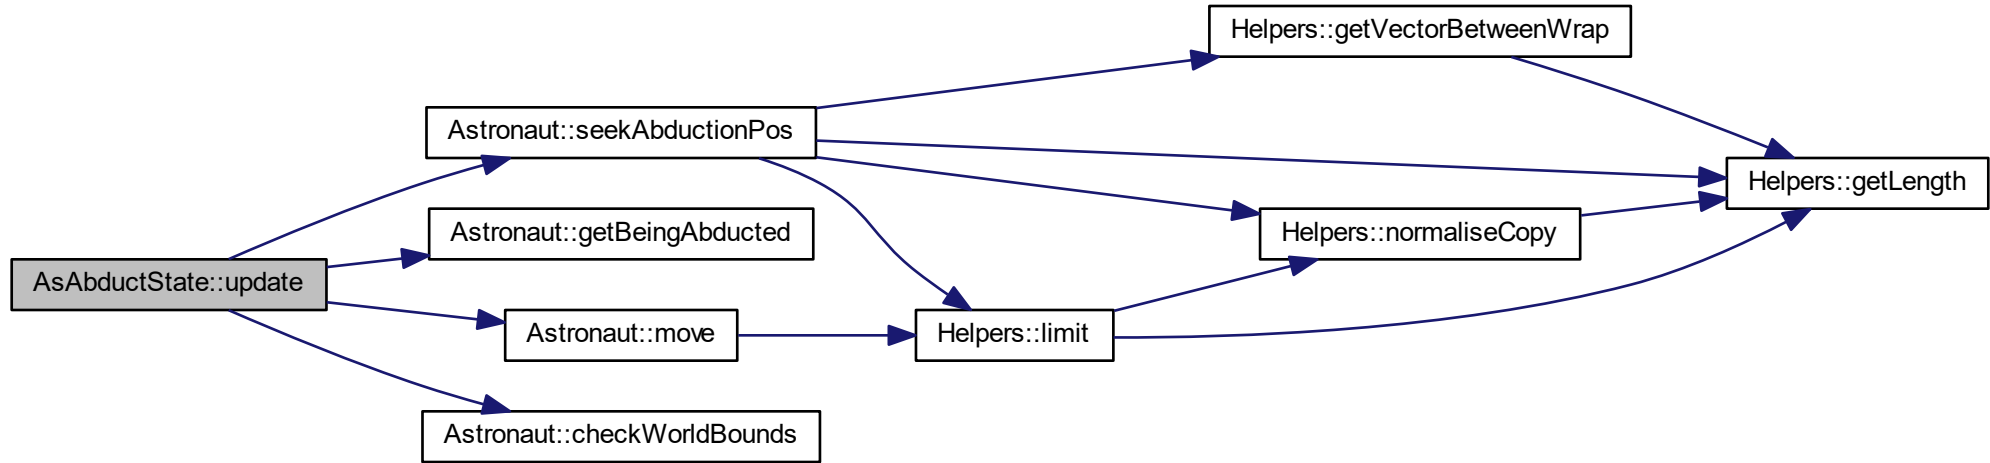 Helpers::getVectorBetweenWrap
Astronaut::seekAbductionPos
Helpers::getLength
Astronaut::getBeingAbducted
Helpers::normaliseCopy
AsAbductState::update
Astronaut::move
Helpers::limit
Astronaut::checkWorldBounds